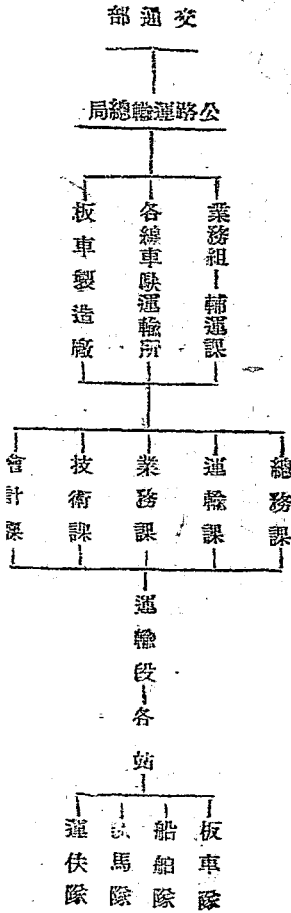 交通部
公路運輸總局
業務組—輔運課
各線車馱運輸所
板車製造廠
總務課
運輸課
業務課
技術課
會計課
運輸段—各站
板車隊
船舶隊
馬隊
運伕隊